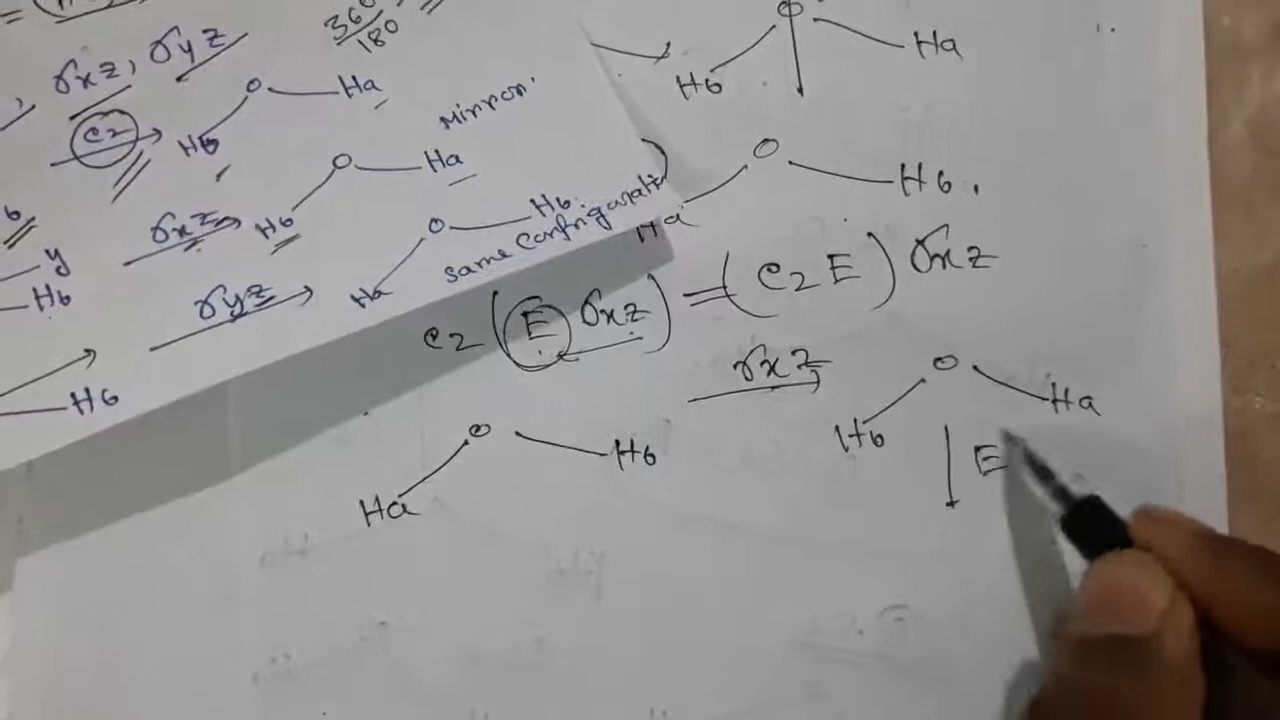 σxz, σyz
360/180
C2
O Ha
Hb
Mirror
O Ha
Hb
σxz
O Hb
Ha
same configuration
σyz
y
Hb
Hb
O Ha
Hb
O Hb.
Ha
C2 (E σxz) = (C2 E) σxz
σxz
O Hb
Ha
O Ha
Hb
E